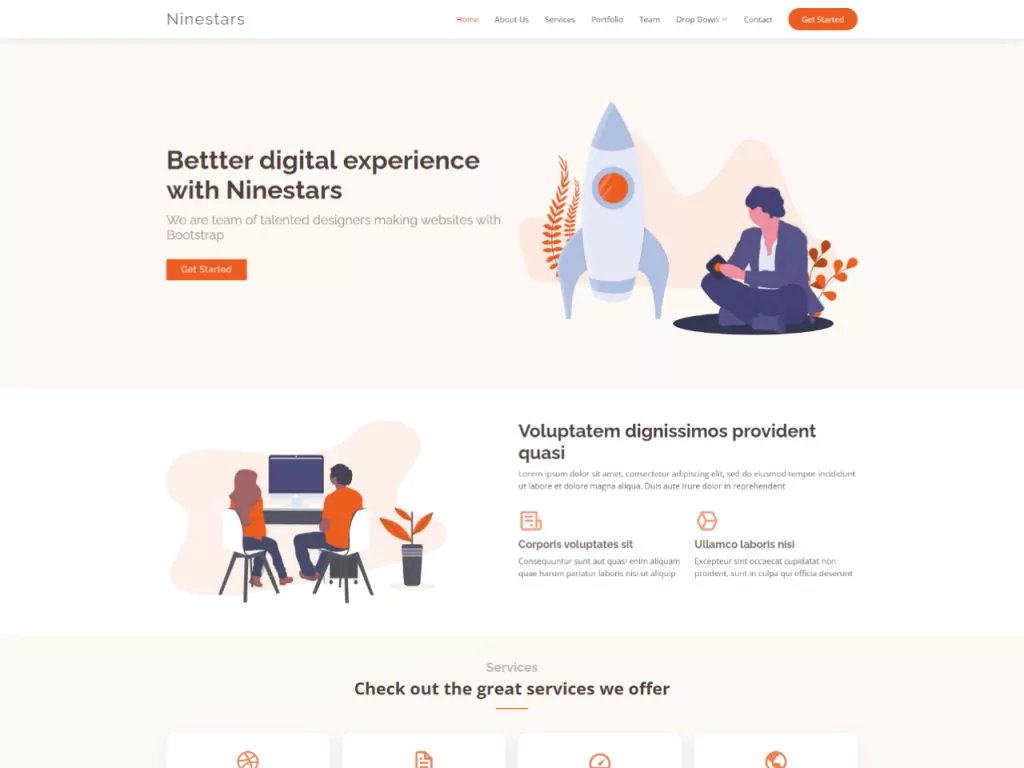 Ninestars
Home
About Us
Services
Portfolio
Team
Drop Down
Contact
Get Started
Bettter digital experience
with Ninestars
We are team of talented designers making websites with
Bootstrap
Get Started
Voluptatem dignissimos provident
quasi
Lorem ipsum dolor sit amet, consectetur adipiscing elit, sed do eiusmod tempor incididunt
ut labore et dolore magna aliqua. Duis aute irure dolor in reprehenderit
Corporis voluptates sit
Consequuntur sunt aut quasi enim aliquam
quae harum pariatur laboris nisi ut aliquip
Ullamco laboris nisi
Excepteur sint occaecat cupidatat non
proident, sunt in culpa qui officia deserunt
Services
Check out the great services we offer